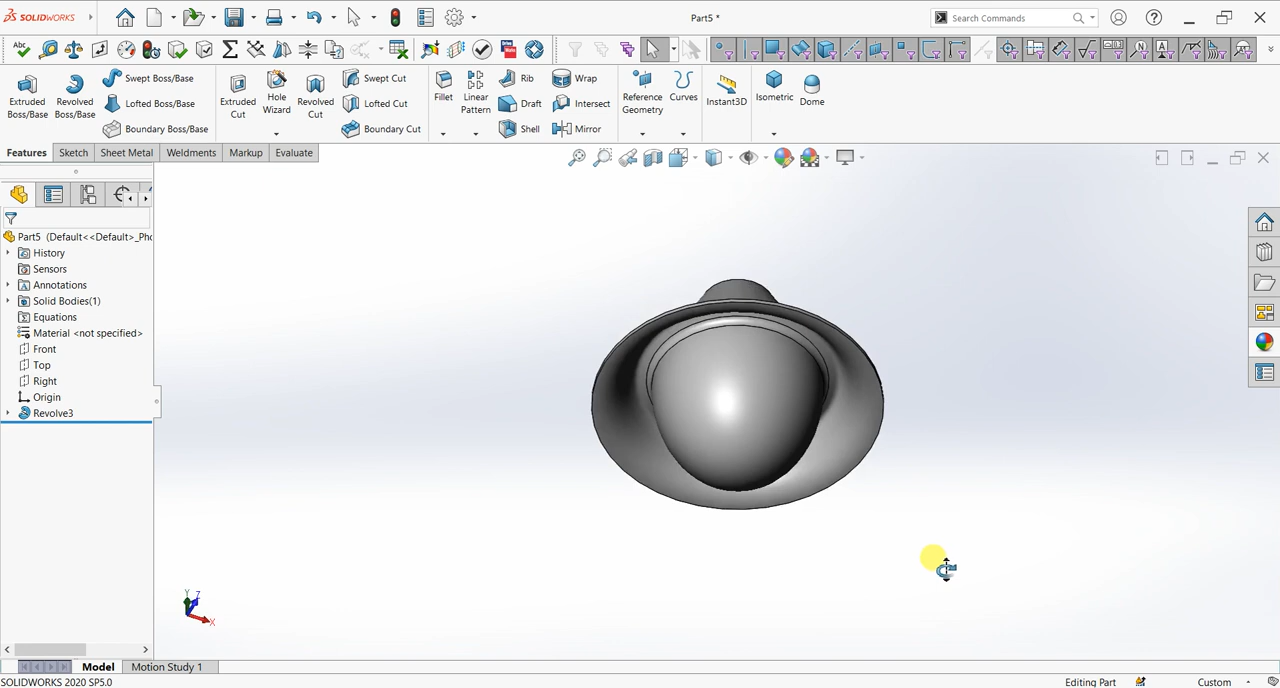 SOLIDWORKS
Part5 *
Search Commands
Extruded Boss/Base
Revolved Boss/Base
Swept Boss/Base
Lofted Boss/Base
Boundary Boss/Base
Extruded Cut
Hole Wizard
Revolved Cut
Swept Cut
Lofted Cut
Boundary Cut
Fillet
Linear Pattern
Rib
Draft
Shell
Wrap
Intersect
Mirror
Reference Geometry
Curves
Instant3D
Isometric
Dome
Features
Sketch
Sheet Metal
Weldments
Markup
Evaluate
Part5 (Default<<Default>_Pho
History
Sensors
Annotations
Solid Bodies(1)
Equations
Material <not specified>
Front
Top
Right
Origin
Revolve3
Y
Z
X
Model
Motion Study 1
SOLIDWORKS 2020 SP5.0
Editing Part
Custom